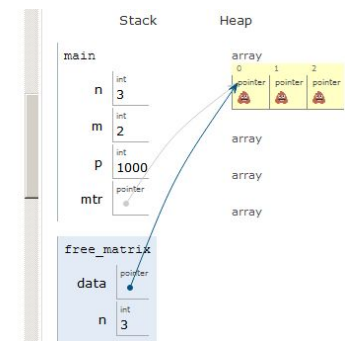 Stack Heap
main array
0 1 2
pointer pointer pointer
int
n 3
int
m 2
array
int
p 1000
array
pointer
mtr
array
free_matrix
pointer
data
int
n 3